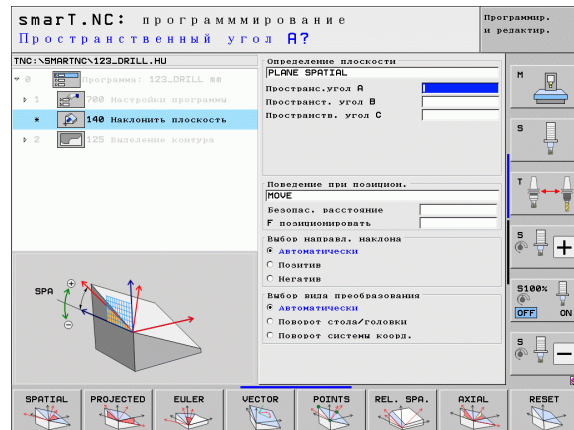 smarT.NC: программмирование
Программир. и редактир.
Пространственный угол A?
TNC:\SMARTNC\123_DRILL.HU
0 Программа: 123_DRILL мм
1 700 Настройки программы
* 140 Наклонить плоскость
2 125 Выделение контура
Определение плоскости
PLANE SPATIAL
Пространс.угол A
Пространст. угол B
Пространств. угол C
Поведение при позицион.
MOVE
Безопас. расстояние
F позиционировать
Выбор направл. наклона
Автоматически
Позитив
Негатив
Выбор вида преобразования
Автоматически
Поворот стола/головки
Поворот системы коорд.
SPA
M
S
T
S
S100%
OFF ON
S
SPATIAL PROJECTED EULER VECTOR POINTS REL. SPA. AXIAL RESET